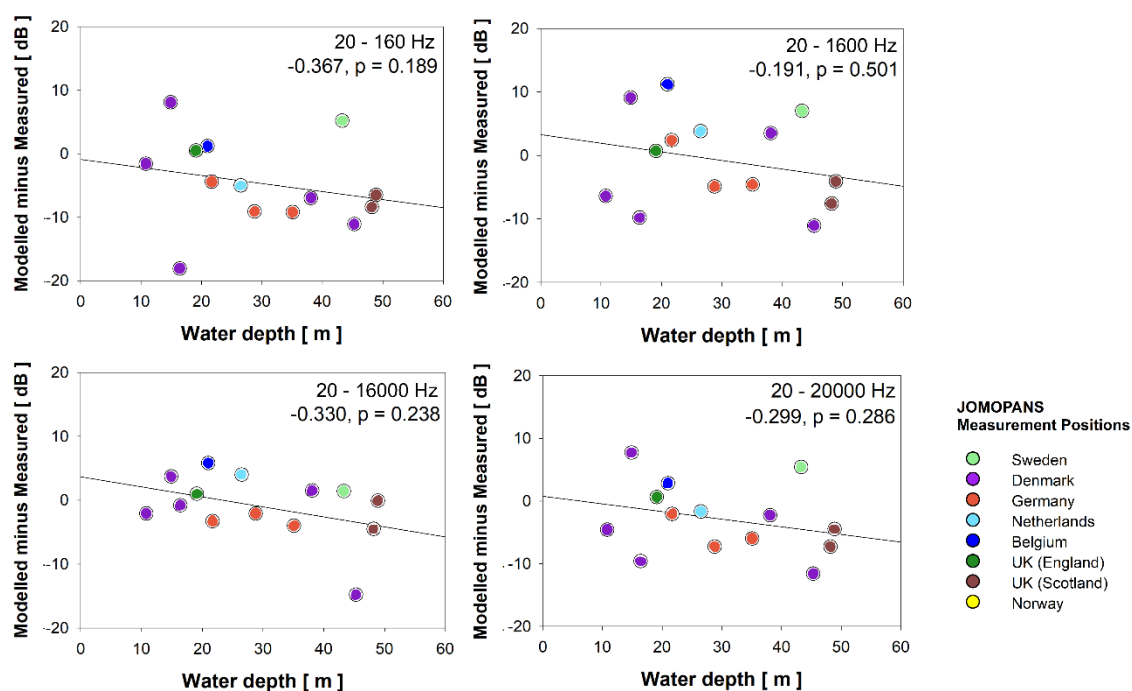 20 - 160 Hz
-0.367, p = 0.189
Modelled minus Measured [ dB ]
20
10
0
.-10
.-20
0 10 20 30 40 50 60
Water depth [ m ]
20 - 1600 Hz
-0.191, p = 0.501
Modelled minus Measured [ dB ]
20
10
0
.-10
.-20
0 10 20 30 40 50 60
Water depth [ m ]
20 - 16000 Hz
-0.330, p = 0.238
Modelled minus Measured [ dB ]
20
10
0
-10
-20
0 10 20 30 40 50 60
Water depth [ m ]
20 - 20000 Hz
-0.299, p = 0.286
Modelled minus Measured [ dB ]
20
10
0
.-10
-20
0 10 20 30 40 50 60
Water depth [ m ]
JOMOPANS
Measurement Positions
Sweden
Denmark
Germany
Netherlands
Belgium
UK (England)
UK (Scotland)
Norway